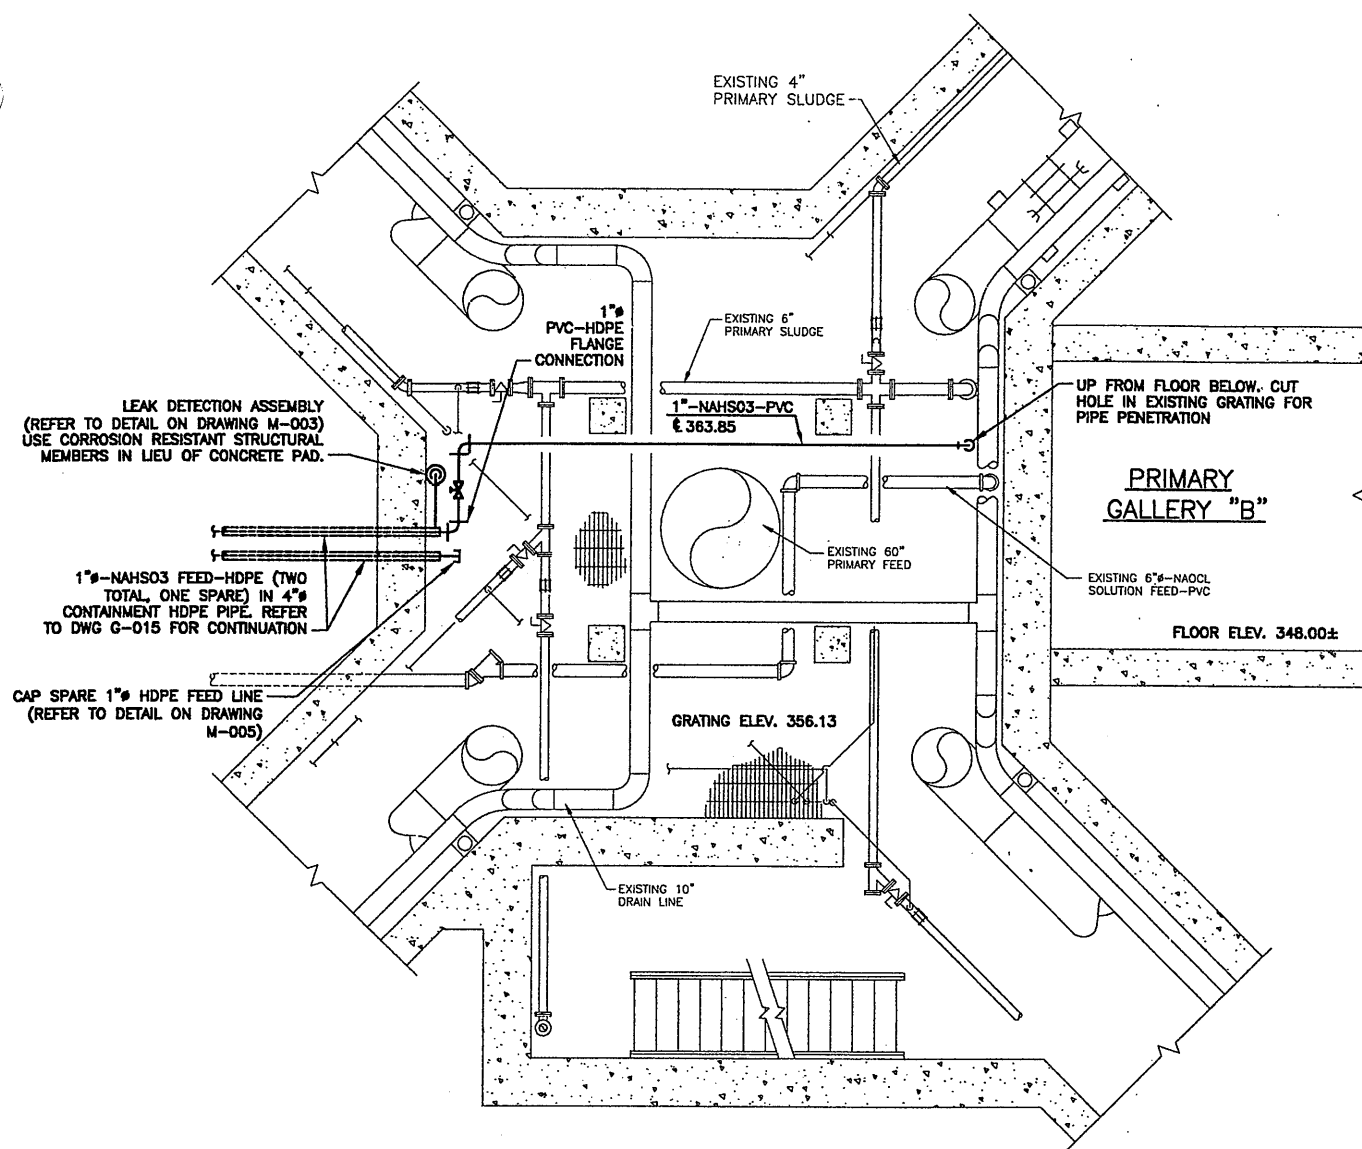 EXISTING 4"
PRIMARY SLUDGE
1"ø
PVC-HDPE
FLANGE
CONNECTION
EXISTING 6"
PRIMARY SLUDGE
1"-NAHS03-PVC
℄ 363.85
UP FROM FLOOR BELOW. CUT
HOLE IN EXISTING GRATING FOR
PIPE PENETRATION
LEAK DETECTION ASSEMBLY
(REFER TO DETAIL ON DRAWING M-003)
USE CORROSION RESISTANT STRUCTURAL
MEMBERS IN LIEU OF CONCRETE PAD.
PRIMARY
GALLERY "B"
EXISTING 60"
PRIMARY FEED
EXISTING 6"ø-NAOCL
SOLUTION FEED-PVC
1"ø-NAHS03 FEED-HDPE (TWO
TOTAL, ONE SPARE) IN 4"ø
CONTAINMENT HDPE PIPE. REFER
TO DWG G-015 FOR CONTINUATION
FLOOR ELEV. 348.00±
CAP SPARE 1"ø HDPE FEED LINE
(REFER TO DETAIL ON DRAWING
M-005)
GRATING ELEV. 356.13
EXISTING 10"
DRAIN LINE